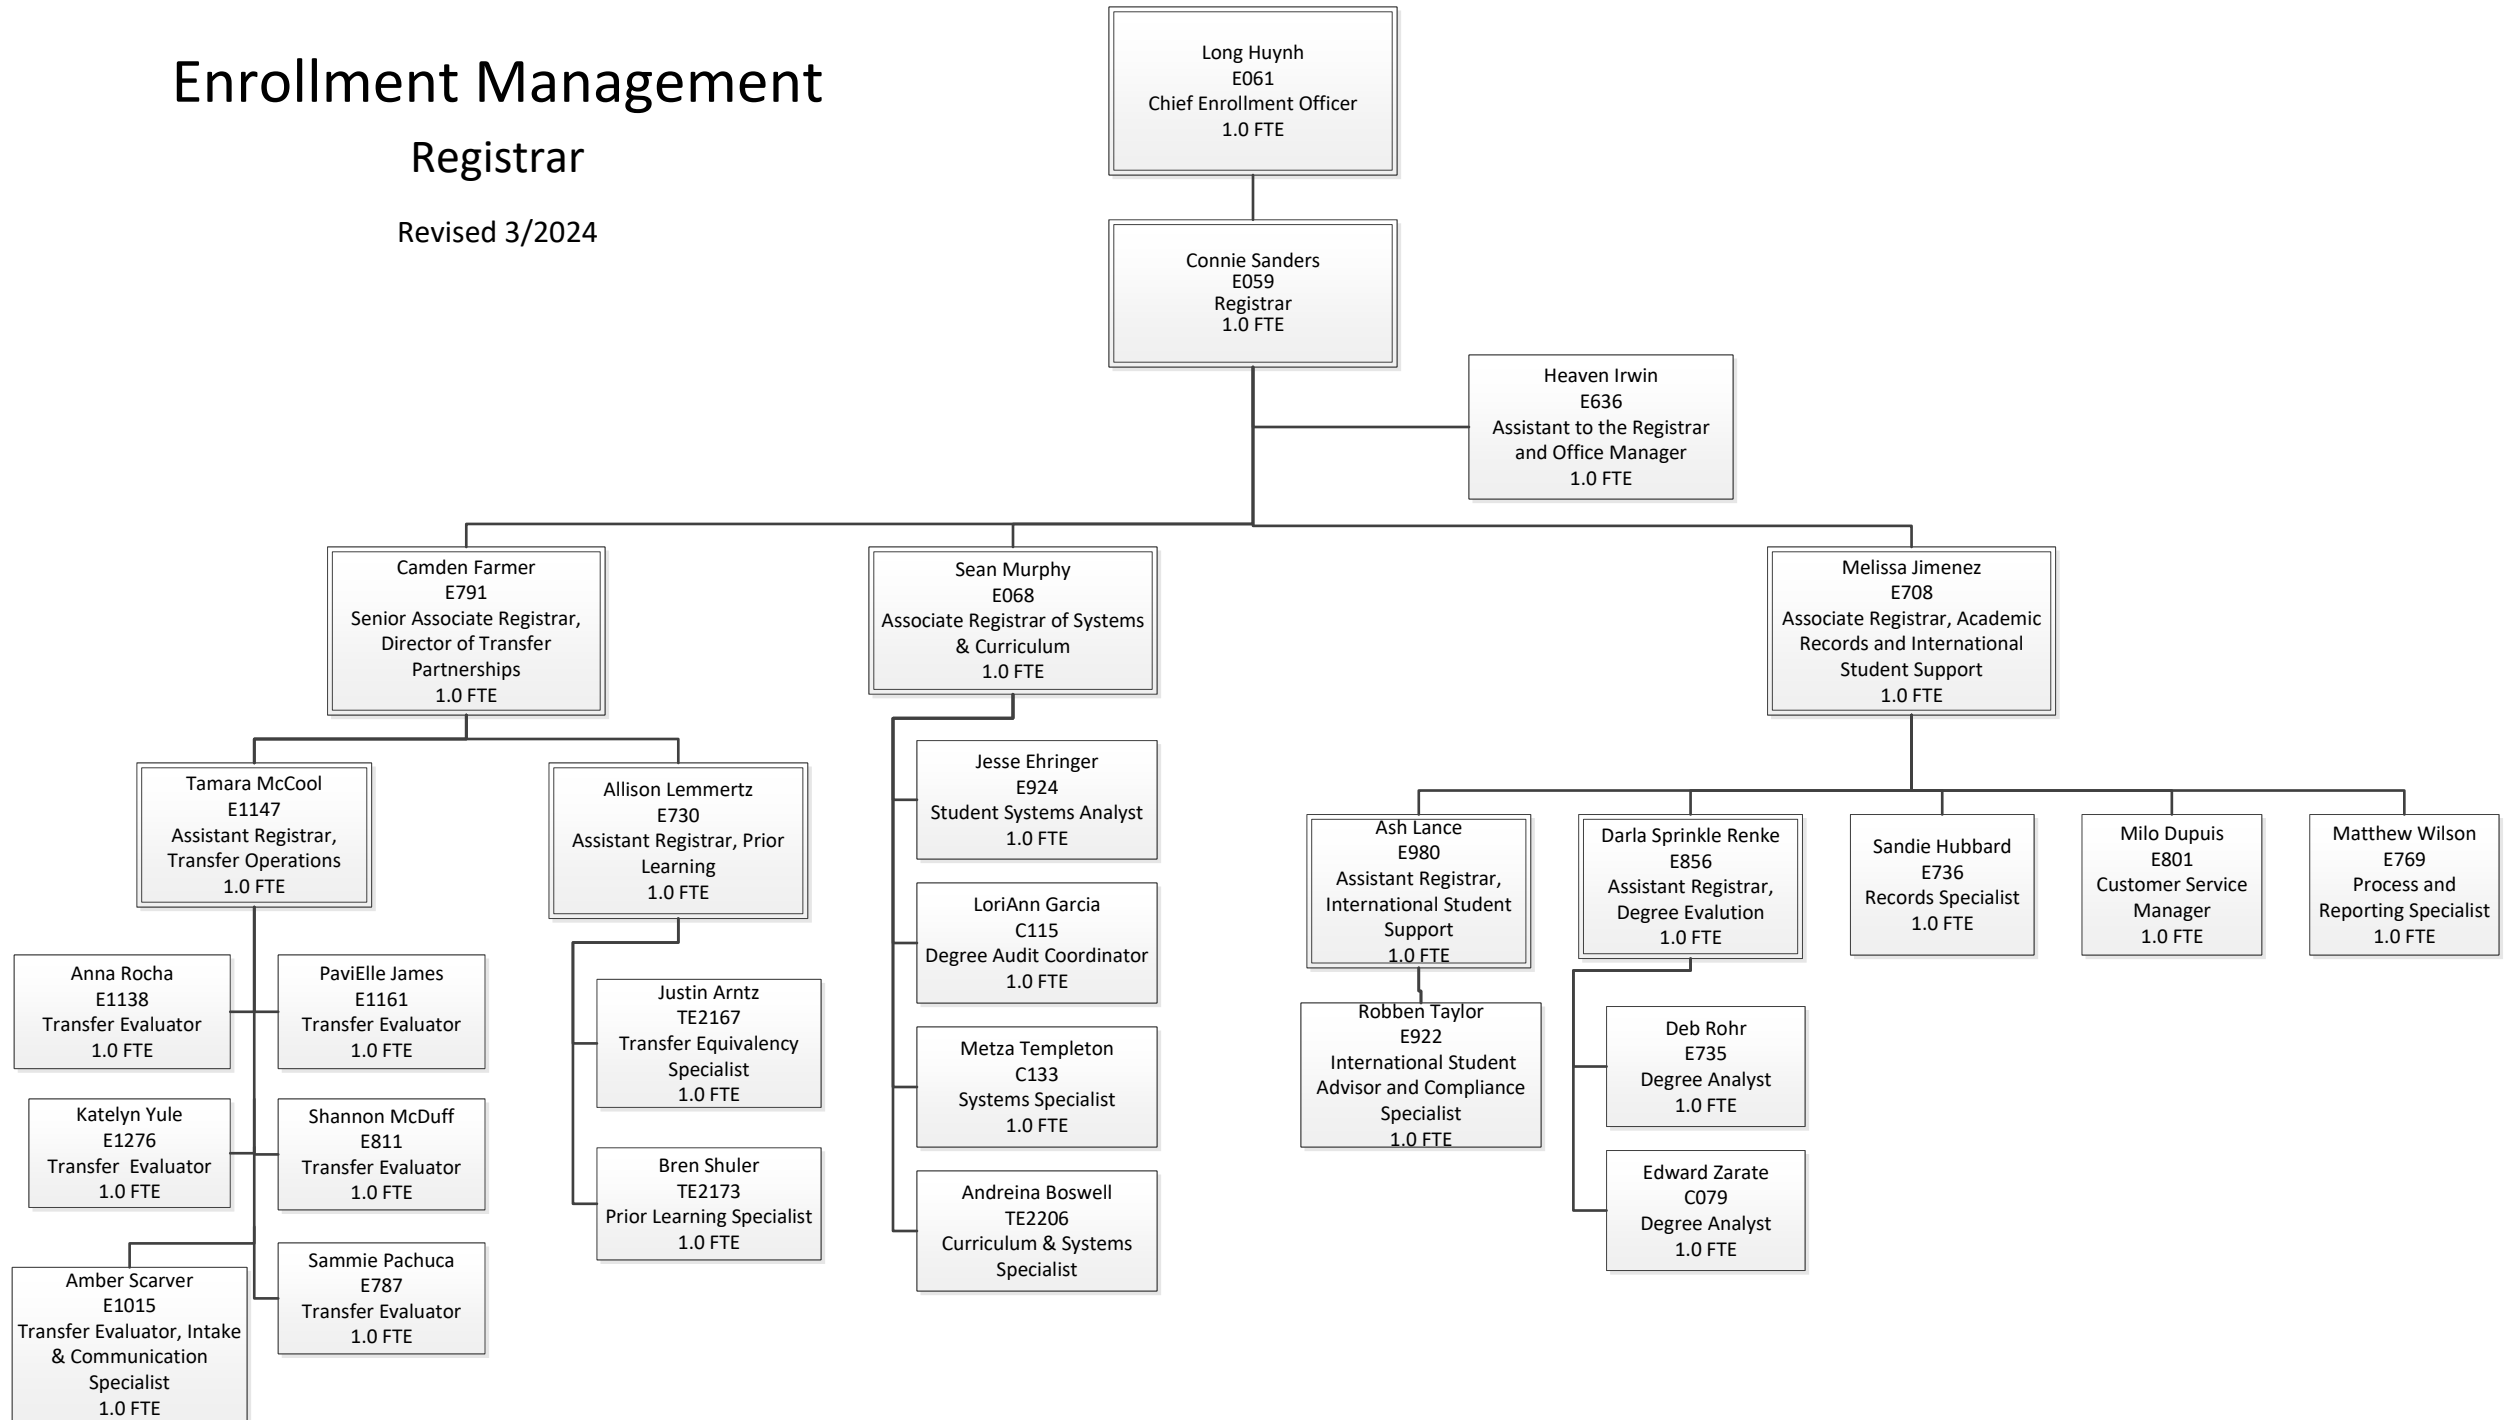 Enrollment Management
Registrar
Revised 3/2024
Long Huynh
E061
Chief Enrollment Officer
1.0 FTE
Connie Sanders
E059
Registrar
1.0 FTE
Heaven Irwin
E636
Assistant to the Registrar
and Office Manager
1.0 FTE
Camden Farmer
E791
Senior Associate Registrar,
Director of Transfer
Partnerships
1.0 FTE
Sean Murphy
E068
Associate Registrar of Systems
& Curriculum
1.0 FTE
Melissa Jimenez
E708
Associate Registrar, Academic
Records and International
Student Support
1.0 FTE
Tamara McCool
E1147
Assistant Registrar,
Transfer Operations
1.0 FTE
Allison Lemmertz
E730
Assistant Registrar, Prior
Learning
1.0 FTE
Anna Rocha
E1138
Transfer Evaluator
1.0 FTE
PaviElle James
E1161
Transfer Evaluator
1.0 FTE
Katelyn Yule
E1276
Transfer  Evaluator
1.0 FTE
Shannon McDuff
E811
Transfer Evaluator
1.0 FTE
Amber Scarver
E1015
Transfer Evaluator, Intake
& Communication
Specialist
1.0 FTE
Sammie Pachuca
E787
Transfer Evaluator
1.0 FTE
Justin Arntz
TE2167
Transfer Equivalency
Specialist
1.0 FTE
Bren Shuler
TE2173
Prior Learning Specialist
1.0 FTE
Jesse Ehringer
E924
Student Systems Analyst
1.0 FTE
LoriAnn Garcia
C115
Degree Audit Coordinator
1.0 FTE
Metza Templeton
C133
Systems Specialist
1.0 FTE
Andreina Boswell
TE2206
Curriculum & Systems
Specialist
Ash Lance
E980
Assistant Registrar,
International Student
Support
1.0 FTE
Robben Taylor
E922
International Student
Advisor and Compliance
Specialist
1.0 FTE
Darla Sprinkle Renke
E856
Assistant Registrar,
Degree Evalution
1.0 FTE
Deb Rohr
E735
Degree Analyst
1.0 FTE
Edward Zarate
C079
Degree Analyst
1.0 FTE
Sandie Hubbard
E736
Records Specialist
1.0 FTE
Milo Dupuis
E801
Customer Service
Manager
1.0 FTE
Matthew Wilson
E769
Process and
Reporting Specialist
1.0 FTE